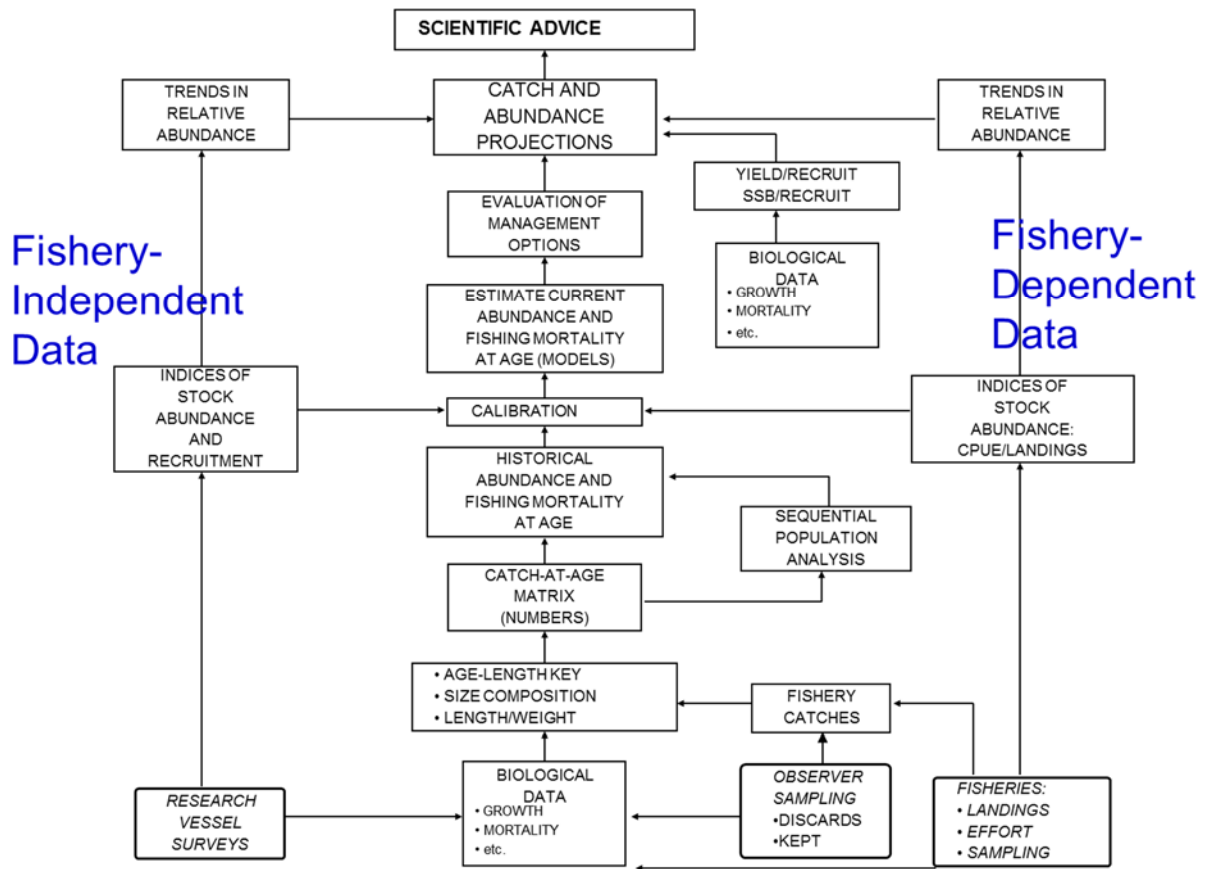 SCIENTIFIC ADVICE
TRENDS IN
RELATIVE
ABUNDANCE
CATCH AND
ABUNDANCE
PROJECTIONS
TRENDS IN
RELATIVE
ABUNDANCE
YIELD/RECRUIT
SSB/RECRUIT
EVALUATION OF
MANAGEMENT
OPTIONS
Fishery-
Independent
Data
Fishery-
Dependent
Data
BIOLOGICAL
DATA
• GROWTH
• MORTALITY
• etc.
ESTIMATE CURRENT
ABUNDANCE AND
FISHING MORTALITY
AT AGE (MODELS)
INDICES OF
STOCK
ABUNDANCE
AND
RECRUITMENT
CALIBRATION
INDICES OF
STOCK
ABUNDANCE:
CPUE/LANDINGS
HISTORICAL
ABUNDANCE AND
FISHING MORTALITY
AT AGE
SEQUENTIAL
POPULATION
ANALYSIS
CATCH-AT-AGE
MATRIX
(NUMBERS)
• AGE-LENGTH KEY
• SIZE COMPOSITION
• LENGTH/WEIGHT
FISHERY
CATCHES
RESEARCH
VESSEL
SURVEYS
BIOLOGICAL
DATA
• GROWTH
• MORTALITY
• etc.
OBSERVER
SAMPLING
•DISCARDS
•KEPT
FISHERIES:
• LANDINGS
• EFFORT
• SAMPLING